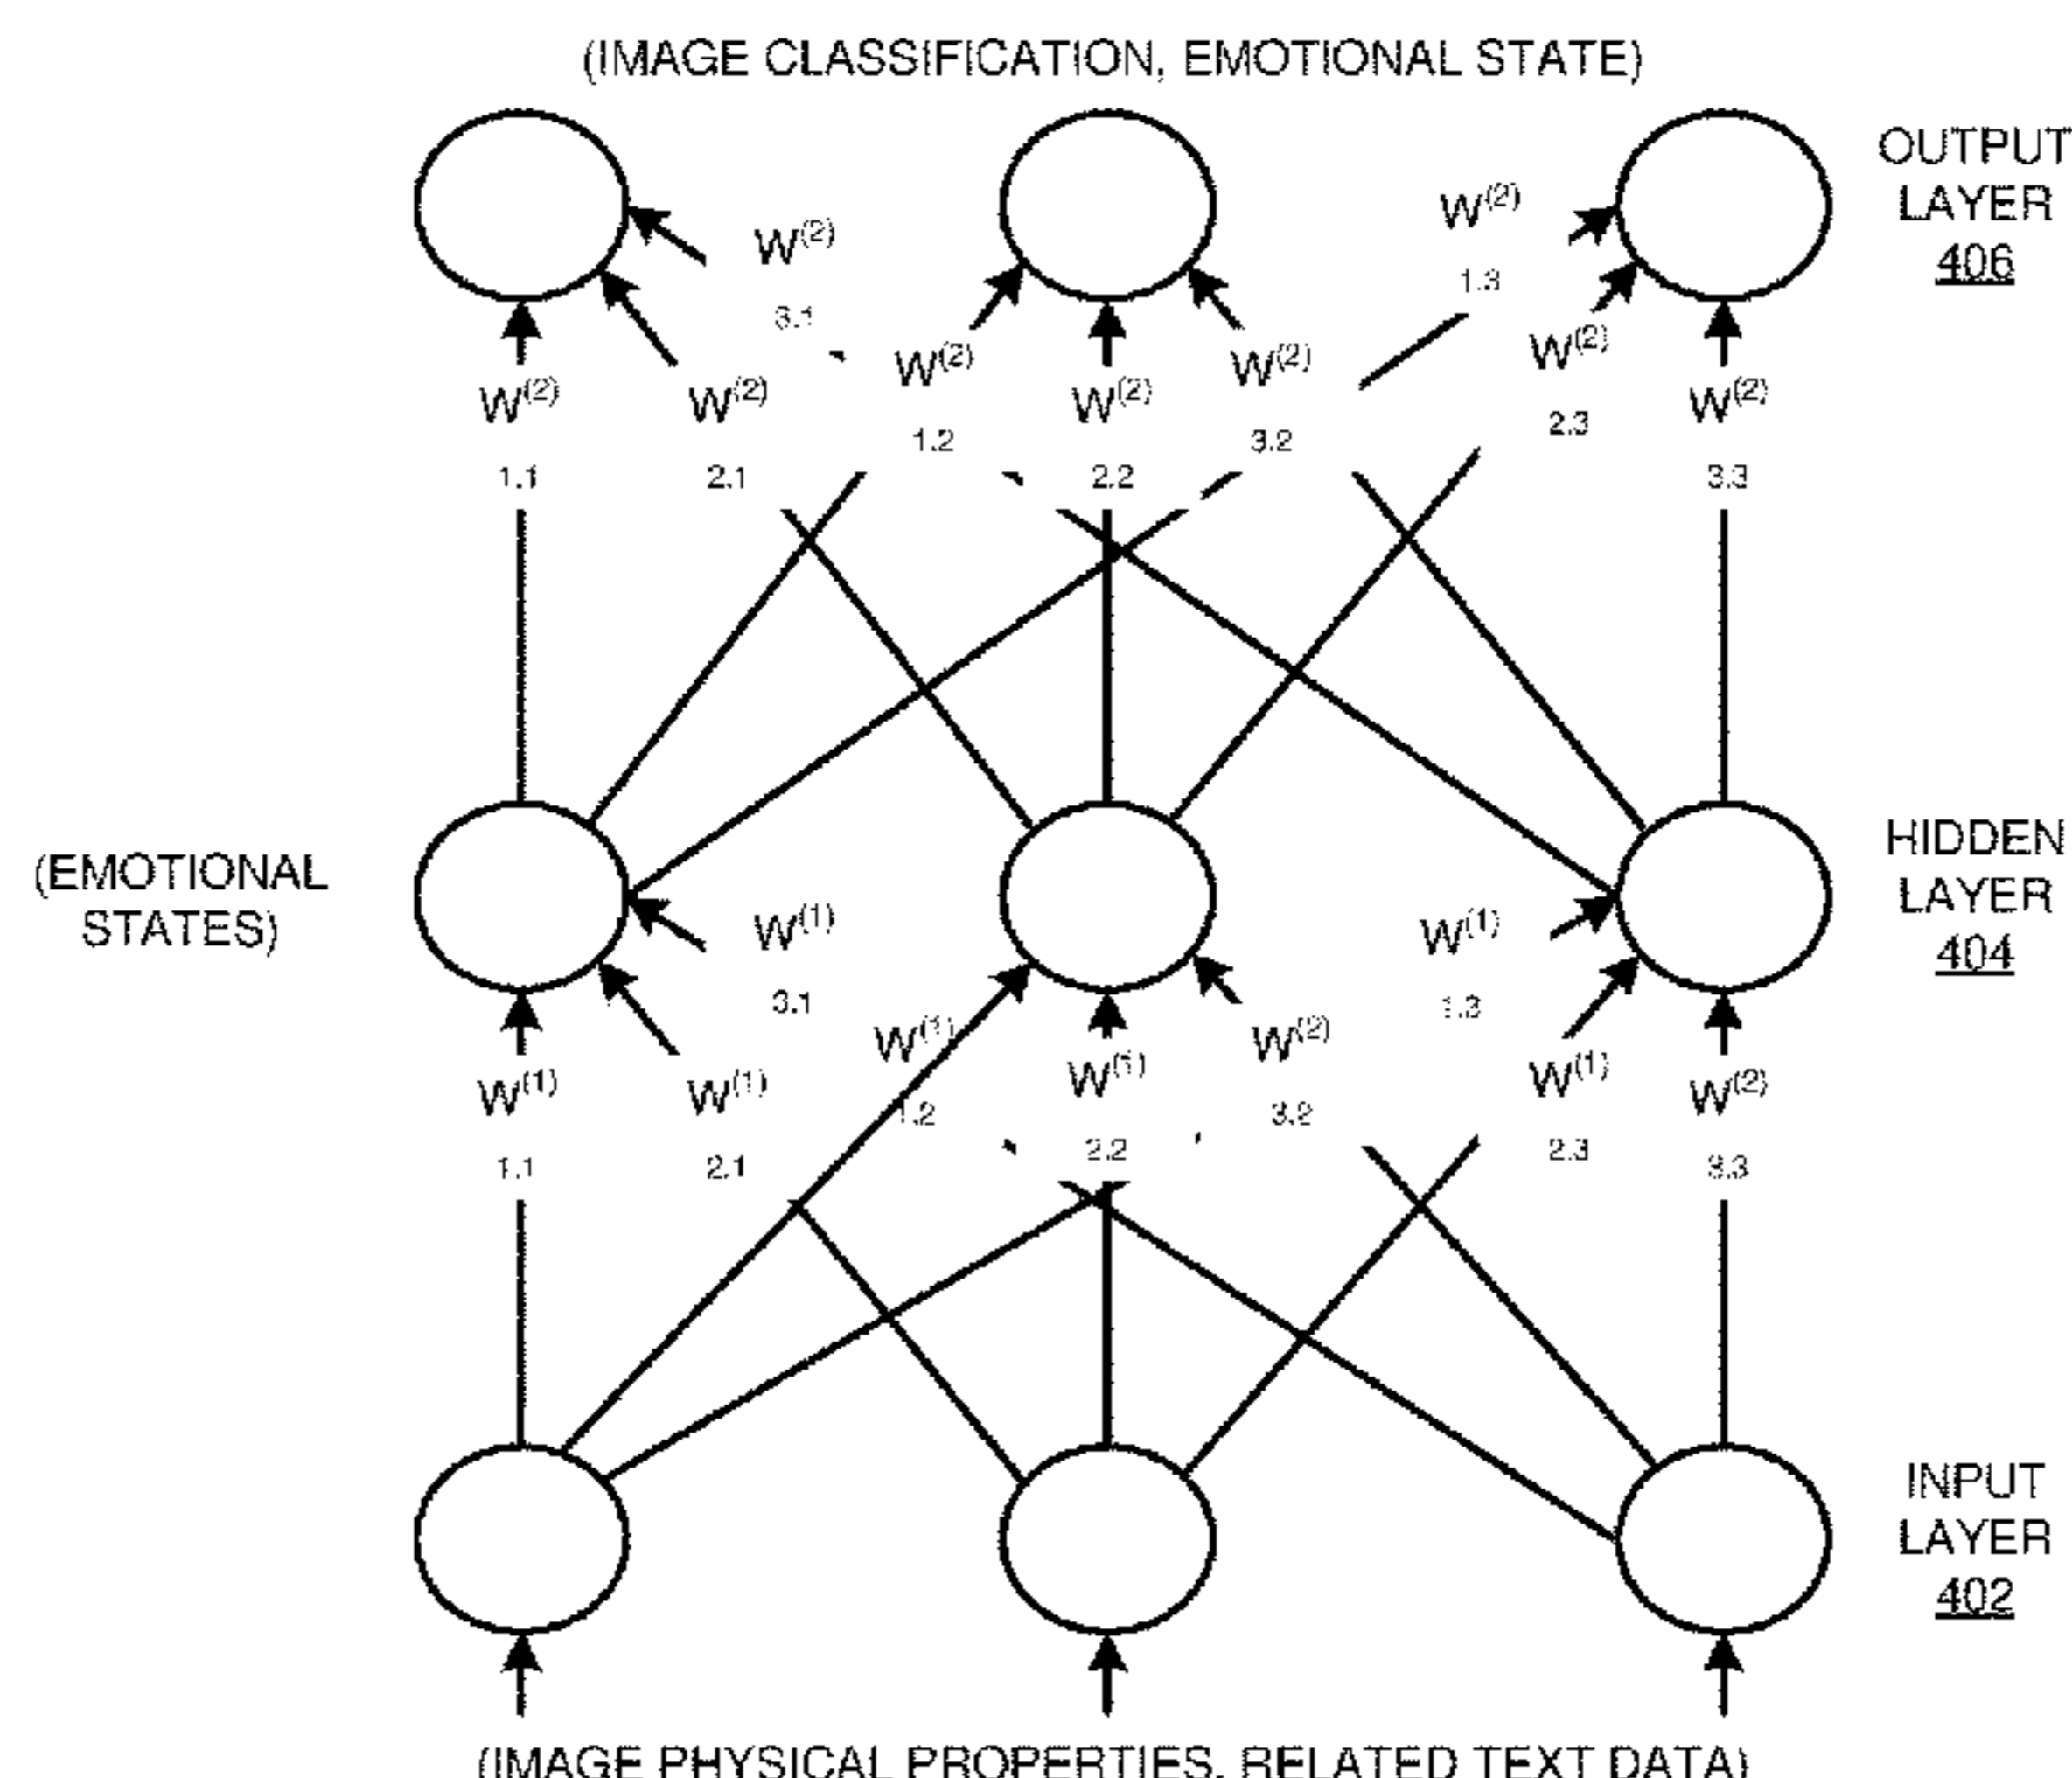 (IMAGE CLASSIFICATION, EMOTIONAL STATE)
OUTPUT
LAYER
406
W(2)
1.3
W(2)
3.1
W(2)
2.3
W(2)
1.2
W(2)
3.2
W(2)
1.1
W(2)
2.1
W(2)
2.2
W(2)
3.3
HIDDEN
LAYER
404
(EMOTIONAL
STATES)
W(1)
3.1
W(1)
1.3
W(1)
1.2
W(2)
3.2
W(1)
2.2
W(1)
2.3
W(1)
1.1
W(1)
2.1
W(2)
3.3
INPUT
LAYER
402
(IMAGE PHYSICAL PROPERTIES, RELATED TEXT DATA)